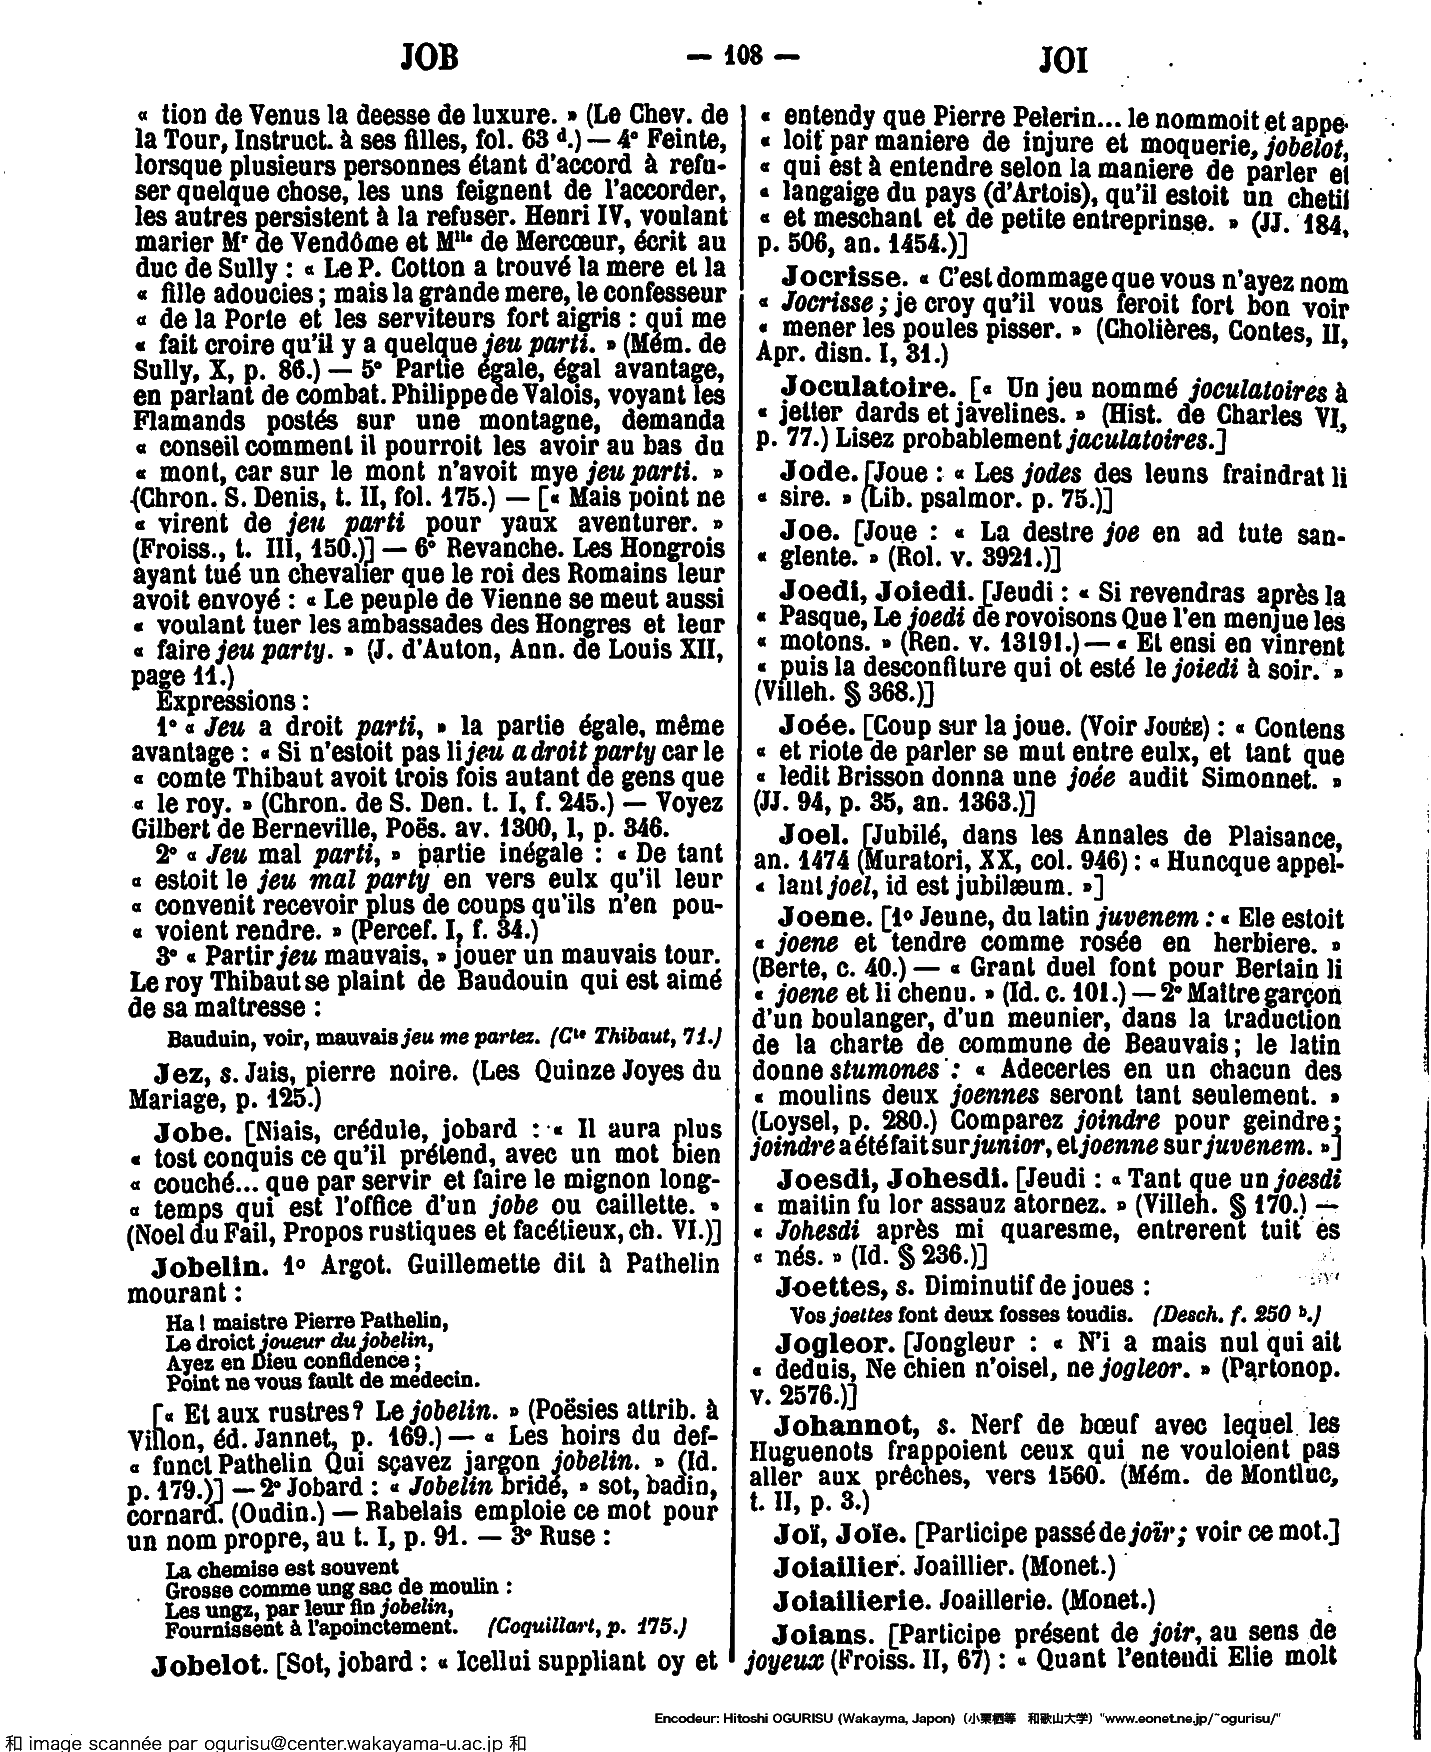 JOB
— 108 —
JOI
« tion de Venus la deesse de luxure. » (Le Chev. de
la Tour, Instruct. à ses filles, fol. 63 d.) — 4° Feinte,
lorsque plusieurs personnes étant d'accord à refu-
ser quelque chose, les uns feignent de l'accorder,
les autres persistent à la refuser. Henri IV, voulant
marier Mr de Vendôme et Mlle de Mercœur, écrit au
duc de Sully : « Le P. Cotton a trouvé la mere et la
« fille adoucies ; mais la grande mere, le confesseur
« de la Porte et les serviteurs fort aigris : qui me
« fait croire qu'il y a quelque jeu parti. » (Mém. de
Sully, X, p. 86.) — 5° Partie égale, égal avantage,
en parlant de combat. Philippe de Valois, voyant les
Flamands postés sur une montagne, demanda
« conseil comment il pourroit les avoir au bas du
« mont, car sur le mont n'avoit mye jeu parti. »
(Chron. S. Denis, t. II, fol. 175.) — [« Mais point ne
« virent de jeu parti pour yaux aventurer. »
(Froiss., t. III, 150.)] — 6° Revanche. Les Hongrois
ayant tué un chevalier que le roi des Romains leur
avoit envoyé : « Le peuple de Vienne se meut aussi
« voulant tuer les ambassades des Hongres et leur
« faire jeu party. » (J. d'Auton, Ann. de Louis XII,
page 11.)
Expressions :
1° « Jeu a droit parti, » la partie égale, même
avantage : « Si n'estoit pas li jeu a droit party car le
« comte Thibaut avoit trois fois autant de gens que
« le roy. » (Chron. de S. Den. t. I, f. 245.) — Voyez
Gilbert de Berneville, Poës. av. 1300, I, p. 346.
2° « Jeu mal parti, » partie inégale : « De tant
« estoit le jeu mal party en vers eulx qu'il leur
« convenit recevoir plus de coups qu'ils n'en pou-
« voient rendre. » (Percef. I, f. 34.)
3° « Partir jeu mauvais, » jouer un mauvais tour.
Le roy Thibaut se plaint de Baudouin qui est aimé
de sa maîtresse :
Bauduin, voir, mauvais jeu me partez. (Cte Thibaut, 71.)
Jez, s. Jais, pierre noire. (Les Quinze Joyes du
Mariage, p. 125.)
Jobe. [Niais, crédule, jobard : « Il aura plus
« tost conquis ce qu'il prétend, avec un mot bien
« couché... que par servir et faire le mignon long-
« temps qui est l'office d'un jobe ou caillette. »
(Noel du Fail, Propos rustiques et facétieux, ch. VI.)]
Jobelin. 1° Argot. Guillemette dit à Pathelin
mourant :
Ha ! maistre Pierre Pathelin,
Le droict joueur du jobelin,
Ayez en Dieu confidence ;
Point ne vous fault de medecin.
[« Et aux rustres ? Le jobelin. » (Poësies attrib. à
Villon, éd. Jannet, p. 169.) — « Les hoirs du def-
« funct Pathelin Qui sçavez jargon jobelin. » (Id.
p. 179.)] — 2° Jobard : « Jobelin bridé, » sot, badin,
cornard. (Oudin.) — Rabelais emploie ce mot pour
un nom propre, au t. I, p. 91. — 3° Ruse :
La chemise est souvent
Grosse comme ung sac de moulin :
Les ungz, par leur fin jobelin,
Fournissent à l'apoinctement. (Coquillart, p. 175.)
Jobelot. [Sot, jobard : « Icellui suppliant oy et
« entendy que Pierre Pelerin... le nommoit et appe-
« loit par maniere de injure et moquerie, jobelot,
« qui est à entendre selon la maniere de parler et
« langaige du pays (d'Artois), qu'il estoit un chetif
« et meschant et de petite entreprinse. » (JJ. 184,
p. 506, an. 1454.)]
Jocrisse. « C'est dommage que vous n'ayez nom
« Jocrisse ; je croy qu'il vous feroit fort bon voir
« mener les poules pisser. » (Cholières, Contes, II,
Apr. disn. I, 31.)
Joculatoire. [« Un jeu nommé joculatoires à
« jetter dards et javelines. » (Hist. de Charles VI,
p. 77.) Lisez probablement jaculatoires.]
Jode. [Joue : « Les jodes des leuns fraindrat li
« sire. » (Lib. psalmor. p. 75.)]
Joe. [Joue : « La destre joe en ad tute san-
« glente. » (Rol. v. 3921.)]
Joedi, Joiedi. [Jeudi : « Si revendras après la
« Pasque, Le joedi de rovoisons Que l'en menjue les
« motons. » (Ren. v. 13191.) — « Et ensi en vinrent
« puis la desconfiture qui ot esté le joiedi à soir. »
(Villeh. § 368.)]
Joée. [Coup sur la joue. (Voir JOUÉE) : « Contens
« et riote de parler se mut entre eulx, et tant que
« ledit Brisson donna une joée audit Simonnet. »
(JJ. 94, p. 35, an. 1363.)]
Joel. [Jubilé, dans les Annales de Plaisance,
an. 1474 (Muratori, XX, col. 946) : « Huncque appel-
« lant joel, id est jubilæum. »]
Joene. [1° Jeune, du latin juvenem : « Ele estoit
« joene et tendre comme rosée en herbiere. »
(Berte, c. 40.) — « Grant duel font pour Bertain li
« joene et li chenu. » (Id. c. 101.) — 2° Maître garçon
d'un boulanger, d'un meunier, dans la traduction
de la charte de commune de Beauvais ; le latin
donne stumones : « Adecertes en un chacun des
« moulins deux joennes seront tant seulement. »
(Loysel, p. 280.) Comparez joindre pour geindre ;
joindre a été fait sur junior, et joenne sur juvenem. »]
Joesdi, Johesdi. [Jeudi : « Tant que un joesdi
« maitin fu lor assauz atornez. » (Villeh. § 170.) —
« Johesdi après mi quaresme, entrerent tuit es
« nés. » (Id. § 236.)]
Joettes, s. Diminutif de joues :
Vos joettes font deux fosses toudis. (Desch. f. 250 b.)
Jogleor. [Jongleur : « N'i a mais nul qui ait
« deduis, Ne chien n'oisel, ne jogleor. » (Partonop.
v. 2576.)]
Johannot, s. Nerf de bœuf avec lequel les
Huguenots frappoient ceux qui ne vouloient pas
aller aux prêches, vers 1560. (Mém. de Montluc,
t. II, p. 3.)
Joï, Joïe. [Participe passé de joïr ; voir ce mot.]
Joiailier. Joaillier. (Monet.)
Joiailierie. Joaillerie. (Monet.)
Joians. [Participe présent de joir, au sens de
joyeux (Froiss. II, 67) : « Quant l'entendi Elie molt
Encodeur: Hitoshi OGURISU (Wakayma, Japon)（小栗栖等　和歌山大学）"www.eonet.ne.jp/~ogurisu/"
和 image scannée par ogurisu@center.wakayama-u.ac.jp 和